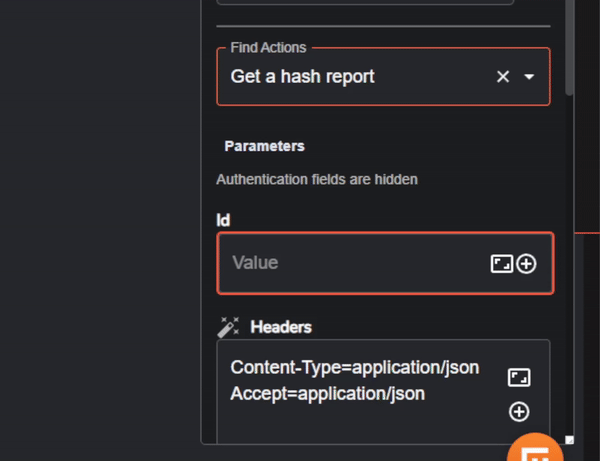 Find Actions
Get a hash report
Parameters
Authentication fields are hidden
Id
Value
Headers
Content-Type=application/json
Accept=application/json